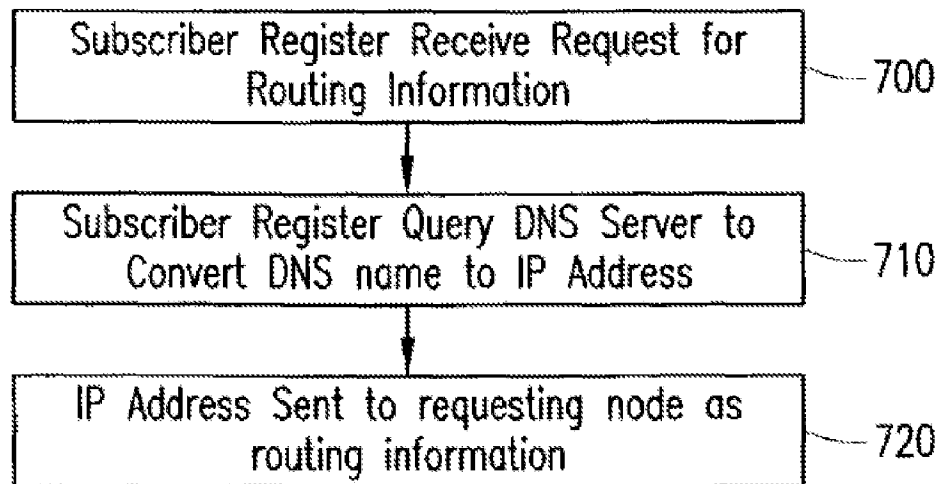 Subscriber Register Receive Request for
Routing Information
700
Subscriber Register Query DNS Server to
Convert DNS name to IP Address
710
IP Address Sent to requesting node as
routing information
720